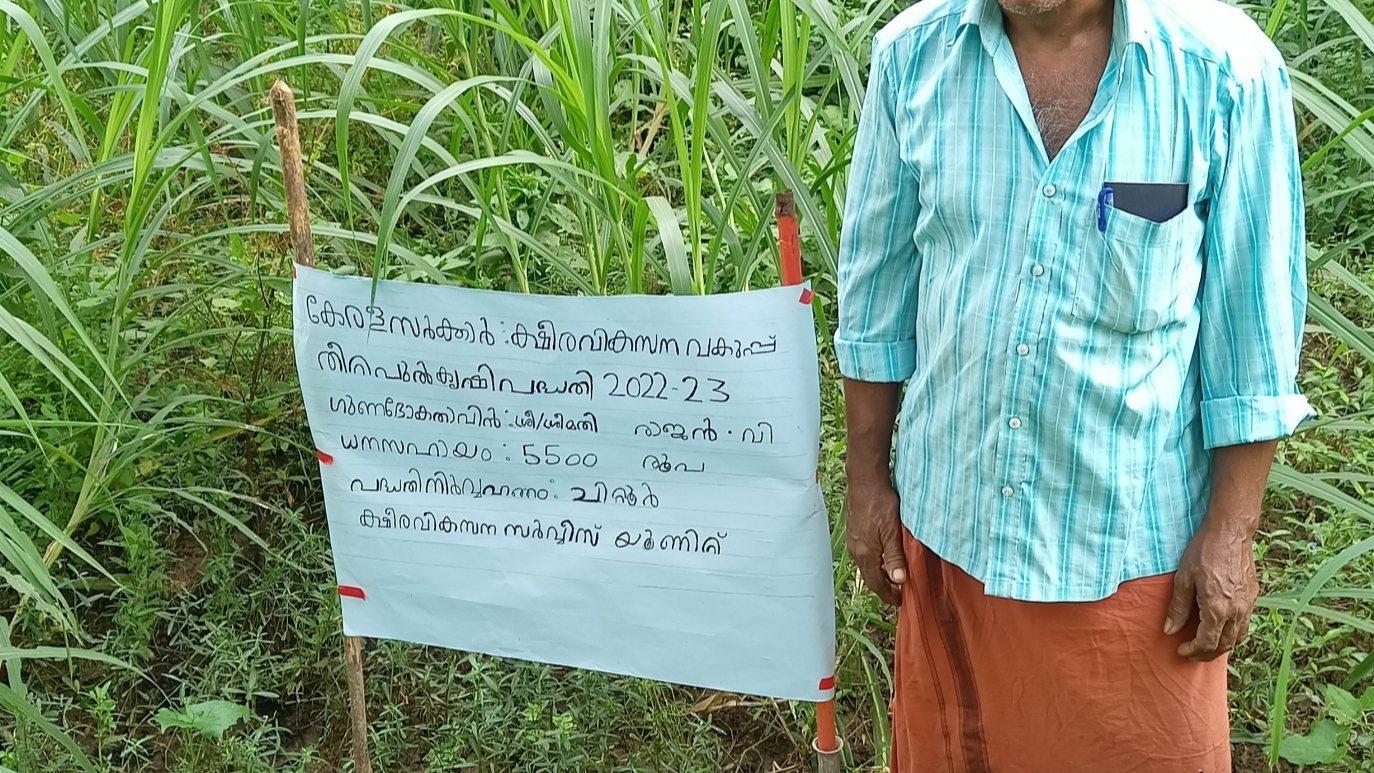 കേരളസർക്കാർ : ക്ഷീരവികസന വകുപ്പ്
തീറ്റപുൽകൃഷി പദ്ധതി 2022-23
ഗുണഭോക്താവിൻ : ശ്രീ/ശ്രീമതി രാജൻ . വി
ധനസഹായം : 5500 രൂപ
പദ്ധതിനിർവ്വഹണം : ചിറ്റൂർ
ക്ഷീരവികസന സർവ്വീസ് യൂണിറ്റ്